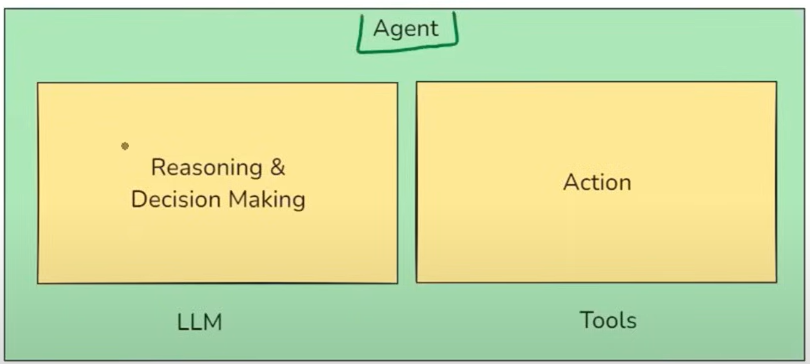 Agent
Reasoning &
Decision Making
Action
LLM
Tools